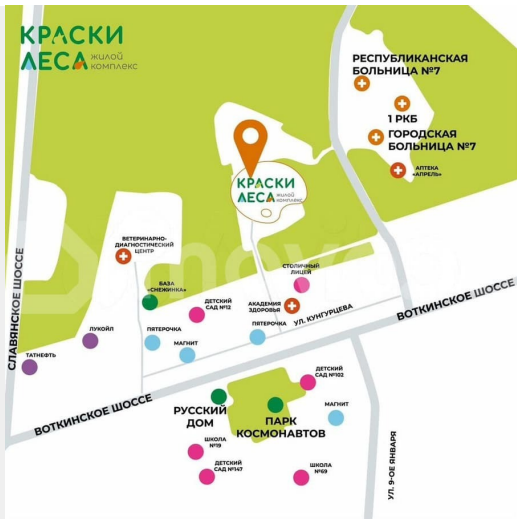 КРАСКИ
ЛЕСА жилой
комплекс
РЕСПУБЛИКАНСКАЯ
БОЛЬНИЦА №7
1 РКБ
ГОРОДСКАЯ
БОЛЬНИЦА №7
АПТЕКА
«АПРЕЛЬ»
КРАСКИ
ЛЕСА жилой
комплекс
ВЕТЕРИНАРНО-
ДИАГНОСТИЧЕСКИЙ
ЦЕНТР
СТОЛИЧНЫЙ
ЛИЦЕЙ
БАЗА
«СНЕЖИНКА»
СЛАВЯНСКОЕ ШОССЕ
ДЕТСКИЙ
САД №12
АКАДЕМИЯ
ЗДОРОВЬЯ
УЛ. КУНГУРЦЕВА
ВОТКИНСКОЕ ШОССЕ
ЛУКОЙЛ
ПЯТЕРОЧКА
ПЯТЕРОЧКА
МАГНИТ
ТАТНЕФТЬ
ВОТКИНСКОЕ ШОССЕ
ДЕТСКИЙ
САД №102
РУССКИЙ
ДОМ
ПАРК
КОСМОНАВТОВ
МАГНИТ
ШКОЛА
№19
ДЕТСКИЙ
САД №147
ШКОЛА
№69
УЛ. 9-ОЕ ЯНВАРЯ